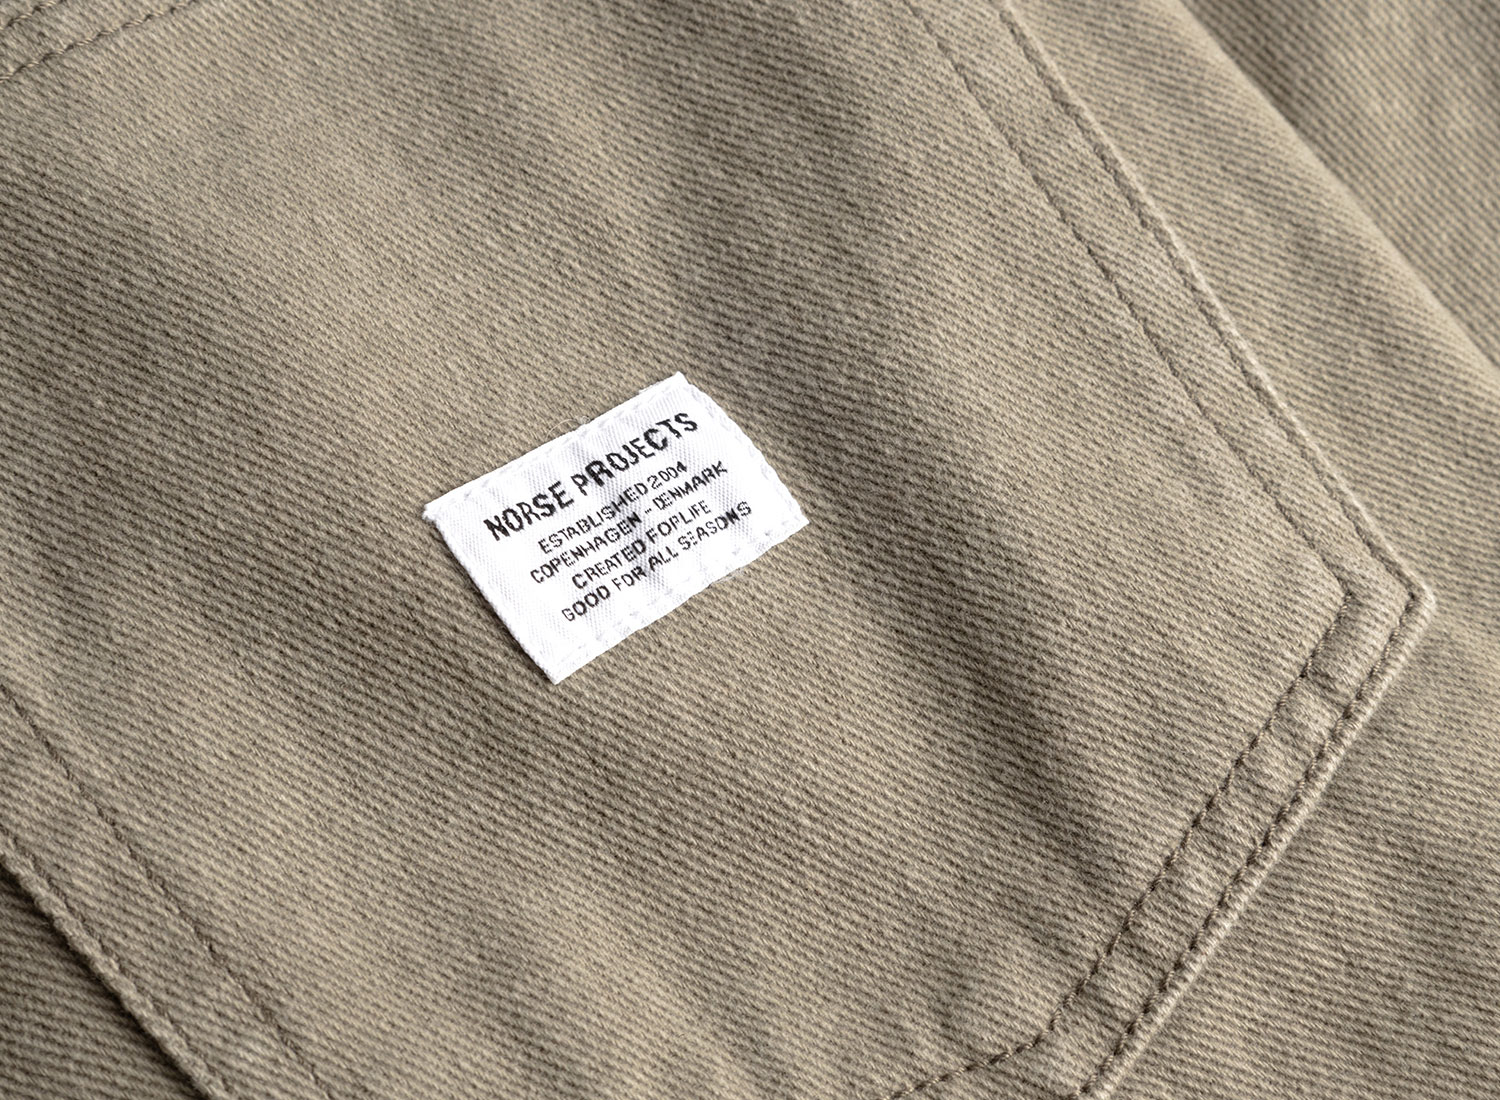 NORSE PROJECTS
ESTABLISHED 2004
COPENHAGEN - DENMARK
CREATED FOR LIFE
GOOD FOR ALL SEASONS